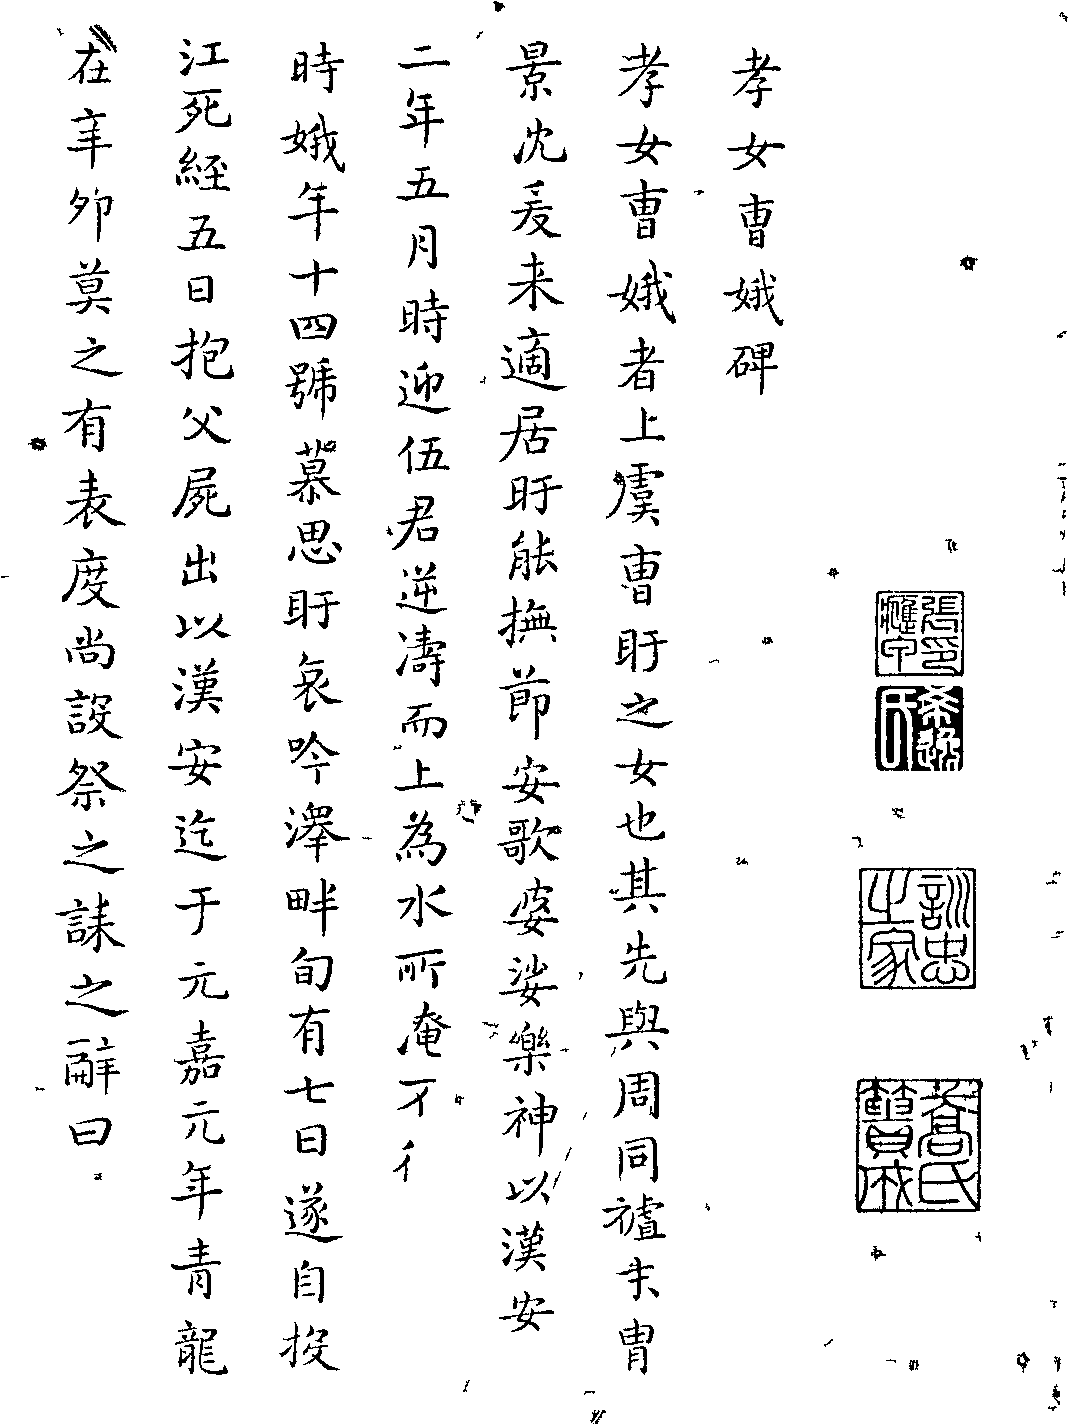 孝女曹娥碑
孝女曹娥者上虞曹盱之女也其先與周同祖末冑
景沈爰来適居盱能撫節安歌婆娑樂神以漢安
二年五月時迎伍君逆濤而上為水所淹不
時娥年十四號慕思盱哀吟澤畔旬有七日遂自投
江死經五日抱父屍出以漢安迄于元嘉元年青龍
在辛卯莫之有表度尚設祭之誄之辭曰
訓忠之家